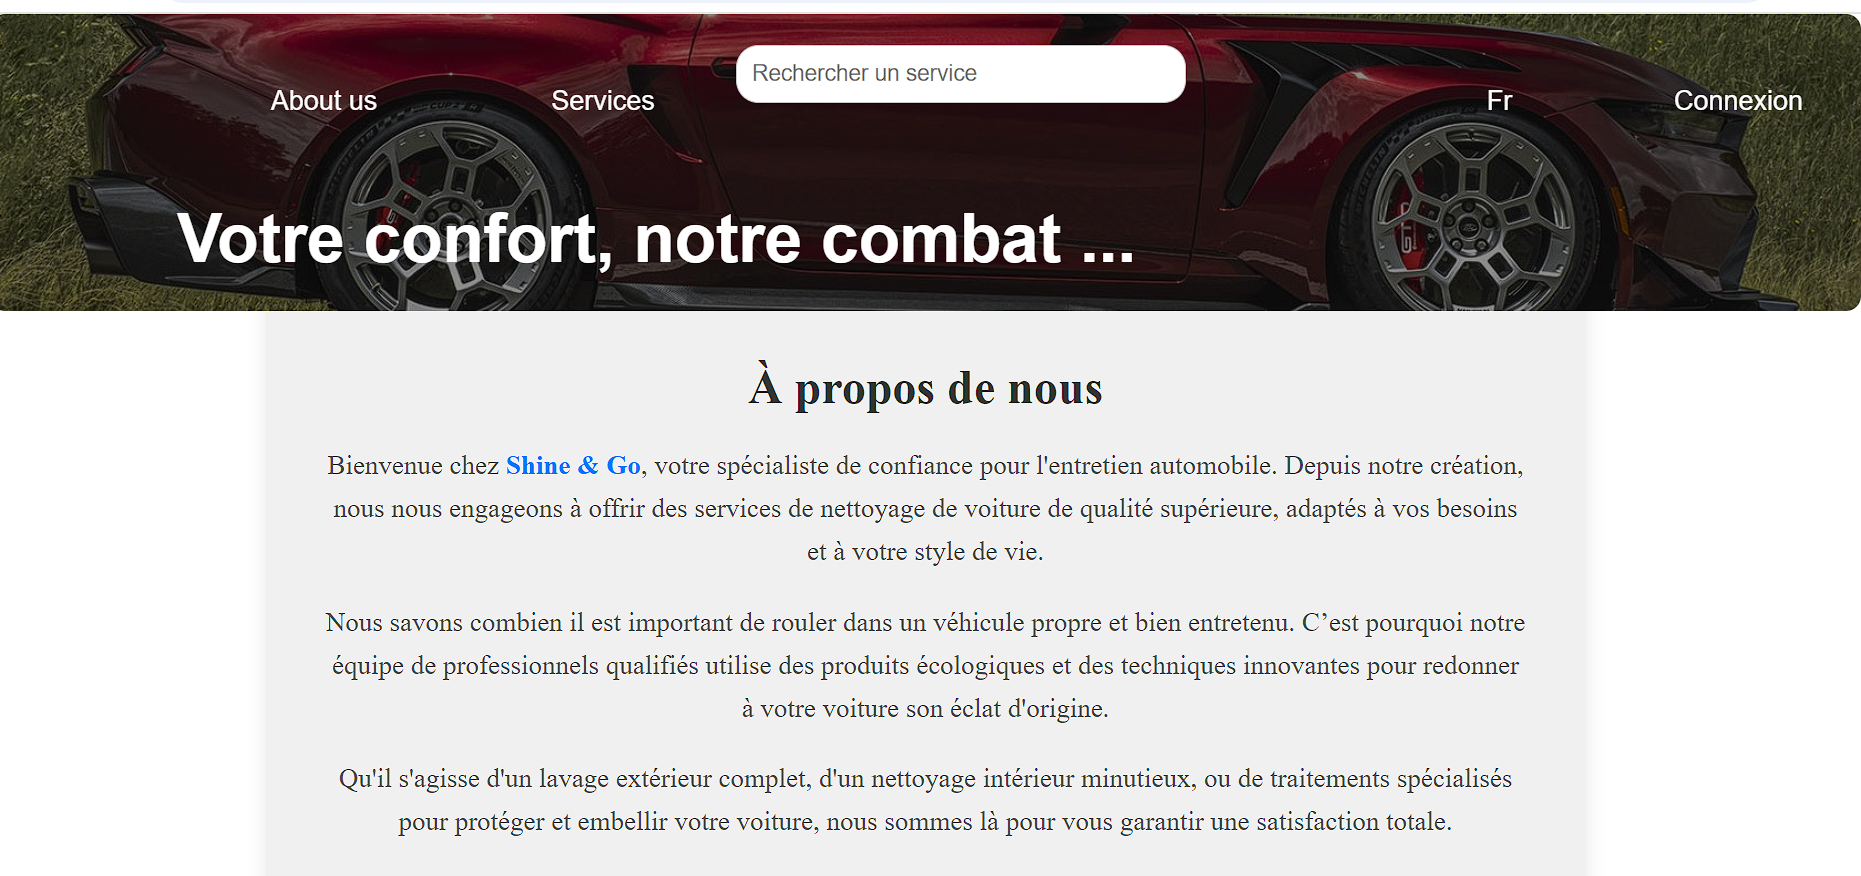 About us
Services
Rechercher un service
Fr
Connexion
Votre confort, notre combat ...
À propos de nous
Bienvenue chez Shine & Go, votre spécialiste de confiance pour l'entretien automobile. Depuis notre création,
nous nous engageons à offrir des services de nettoyage de voiture de qualité supérieure, adaptés à vos besoins
et à votre style de vie.
Nous savons combien il est important de rouler dans un véhicule propre et bien entretenu. C’est pourquoi notre
équipe de professionnels qualifiés utilise des produits écologiques et des techniques innovantes pour redonner
à votre voiture son éclat d'origine.
Qu'il s'agisse d'un lavage extérieur complet, d'un nettoyage intérieur minutieux, ou de traitements spécialisés
pour protéger et embellir votre voiture, nous sommes là pour vous garantir une satisfaction totale.